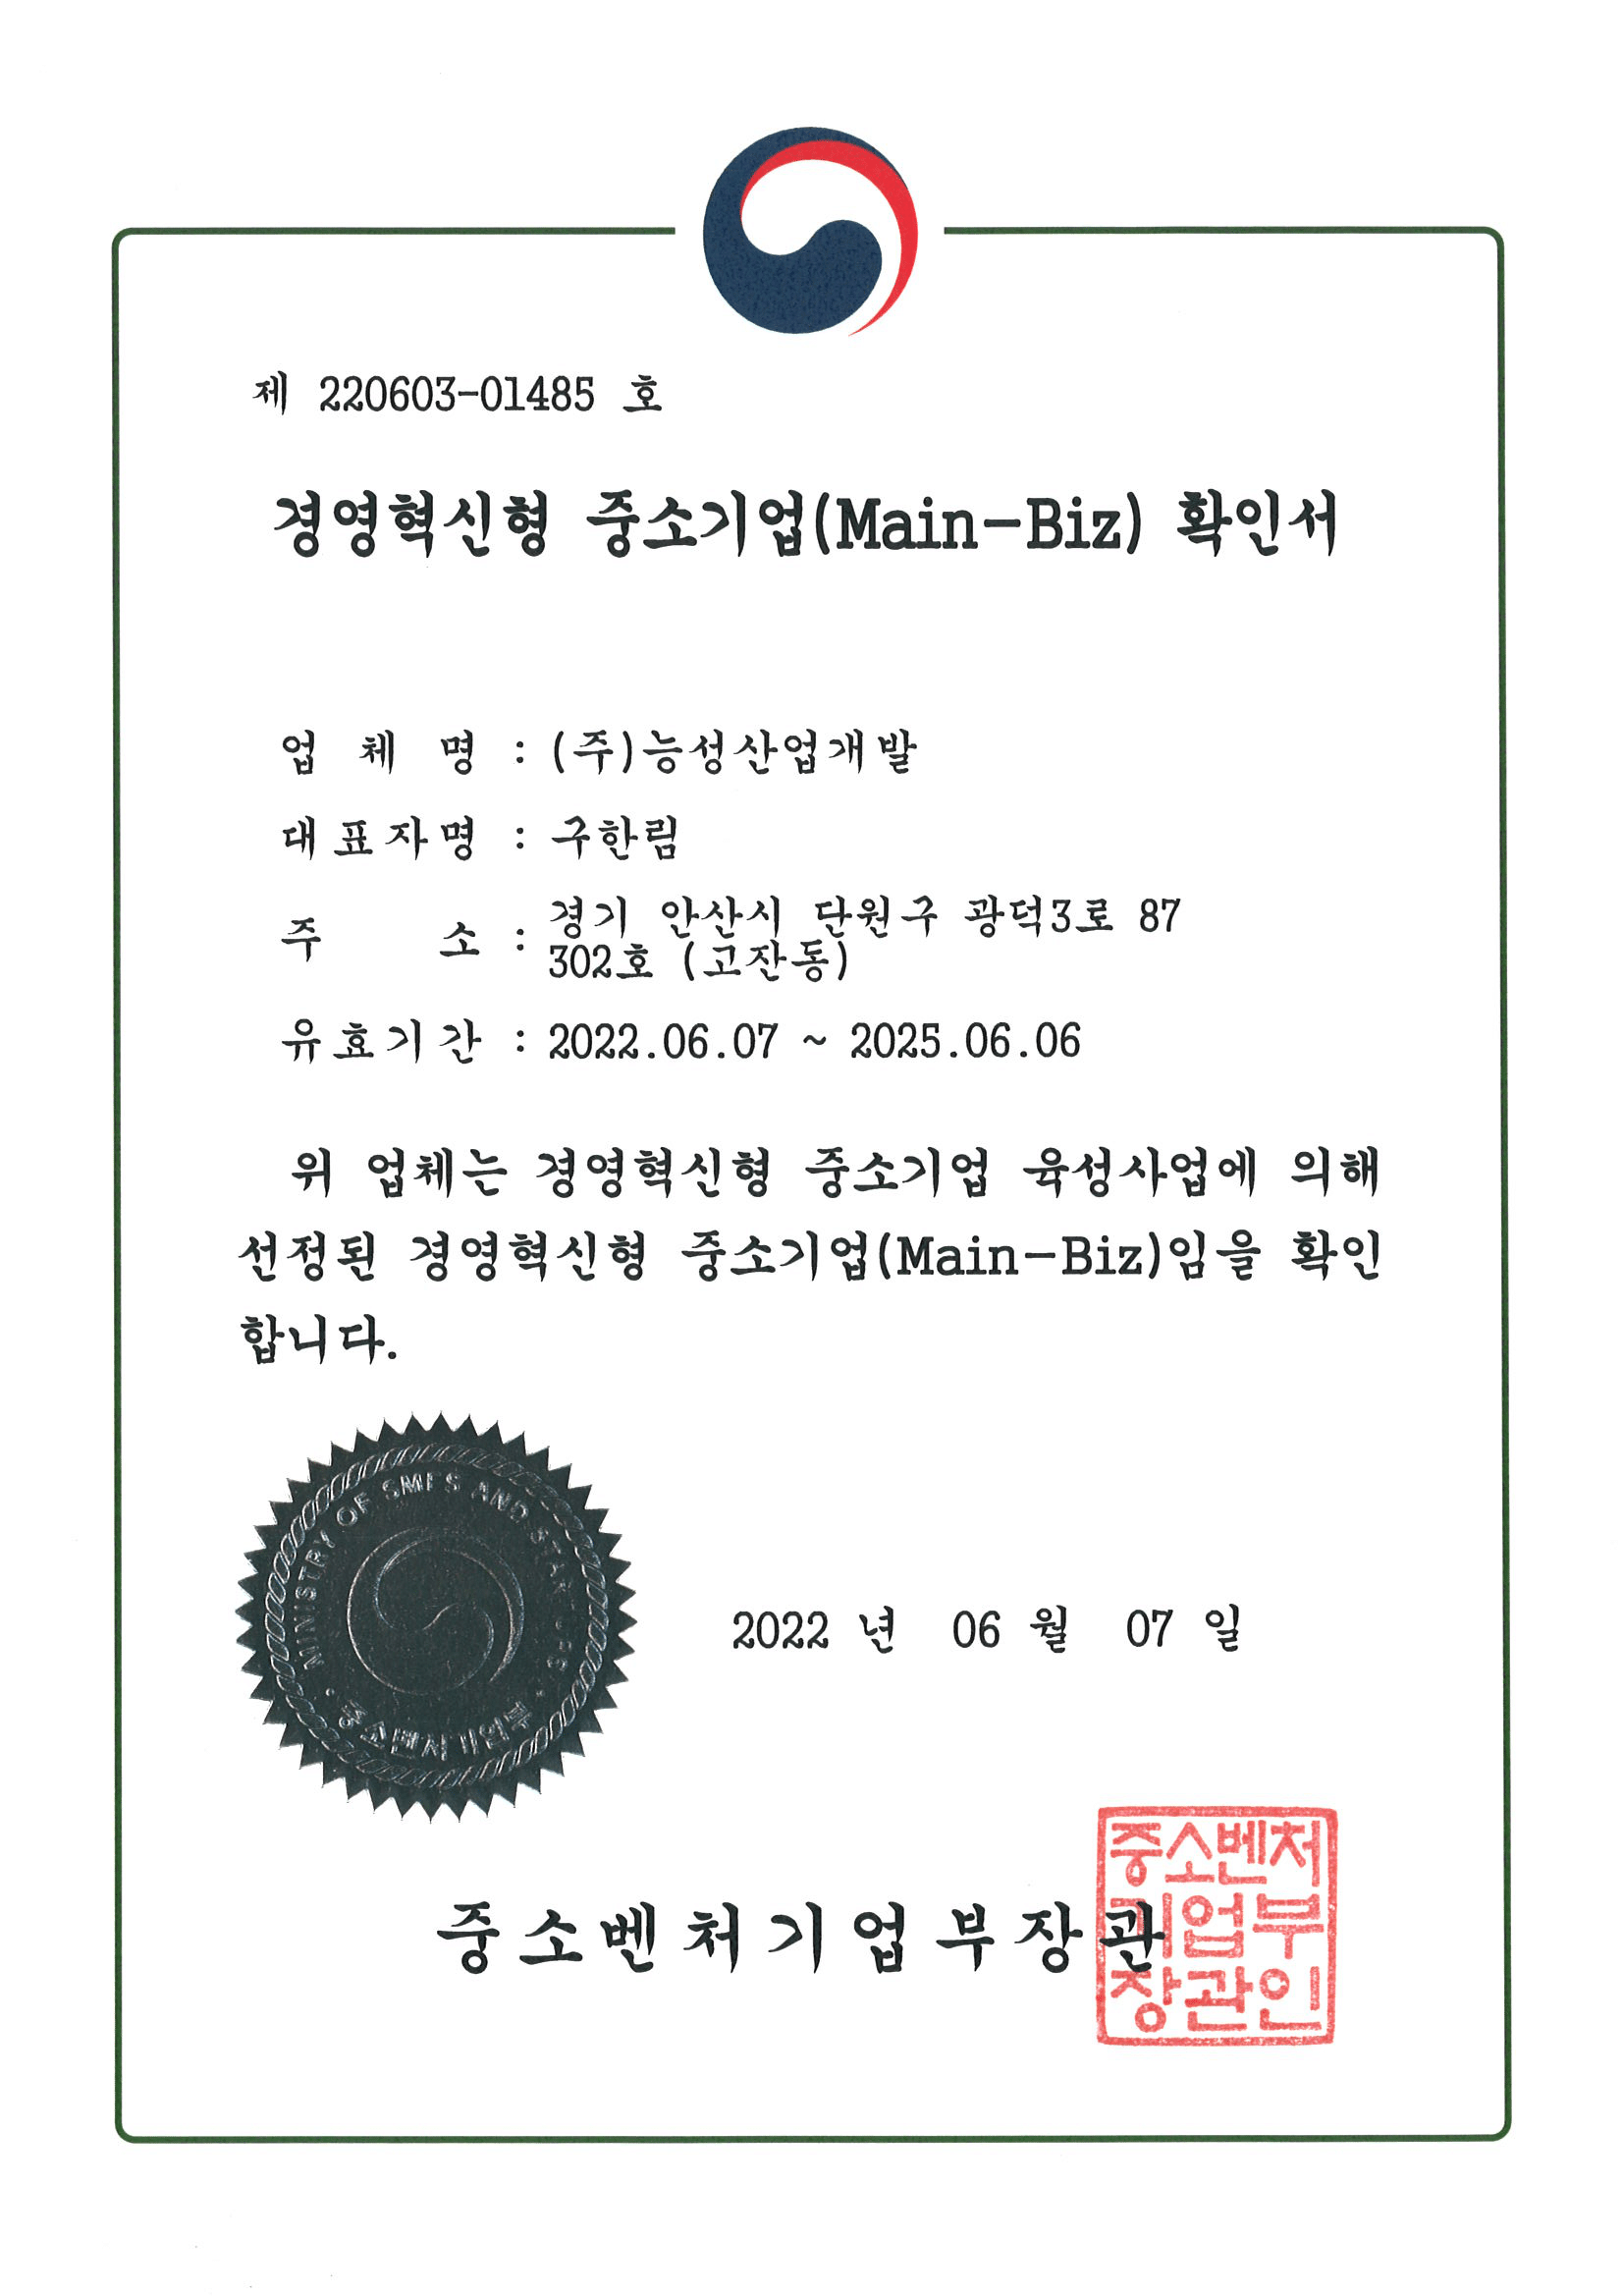 제 220603-01485 호
경영혁신형 중소기업(Main-Biz) 확인서
업 체 명 : (주)능성산업개발
대표자명 : 구한림
주 소 : 경기 안산시 단원구 광덕3로 87
302호 (고잔동)
유효기간 : 2022.06.07 ~ 2025.06.06
위 업체는 경영혁신형 중소기업 육성사업에 의해
선정된 경영혁신형 중소기업(Main-Biz)임을 확인
합니다.
MINISTRY OF SMES AND STARTUPS
중소벤처기업부
2022 년 06 월 07 일
중소벤처기업부장관
중소벤처
기업부
장관인